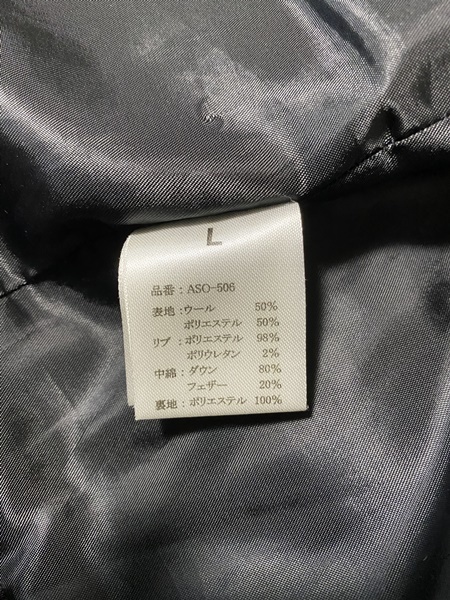 L
品番：ASO-506
表地：ウール 50%
ポリエステル 50%
リブ：ポリエステル 98%
ポリウレタン 2%
中綿：ダウン 80%
フェザー 20%
裏地：ポリエステル 100%